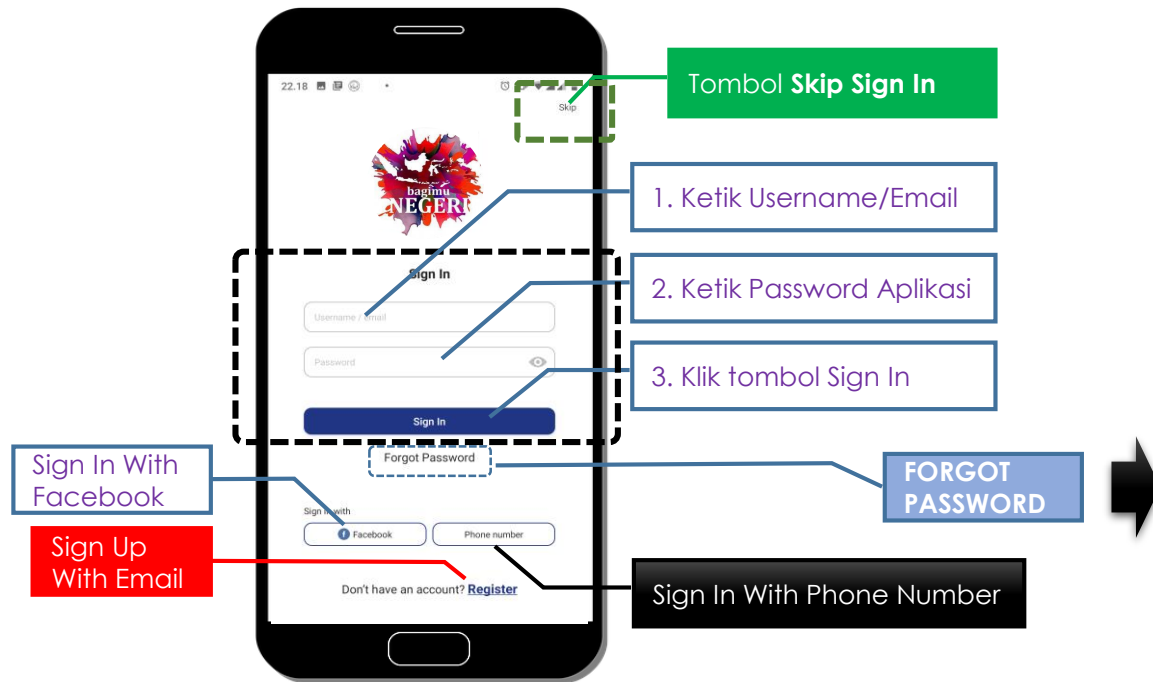 22.18
Skip
Tombol Skip Sign In
bagimu
NEGERI
1. Ketik Username/Email
Sign In
2. Ketik Password Aplikasi
Username / email
Password
3. Klik tombol Sign In
Sign In
Forgot Password
Sign In With
Facebook
FORGOT
PASSWORD
Sign in with
Facebook
Phone number
Sign Up
With Email
Don't have an account? Register
Sign In With Phone Number